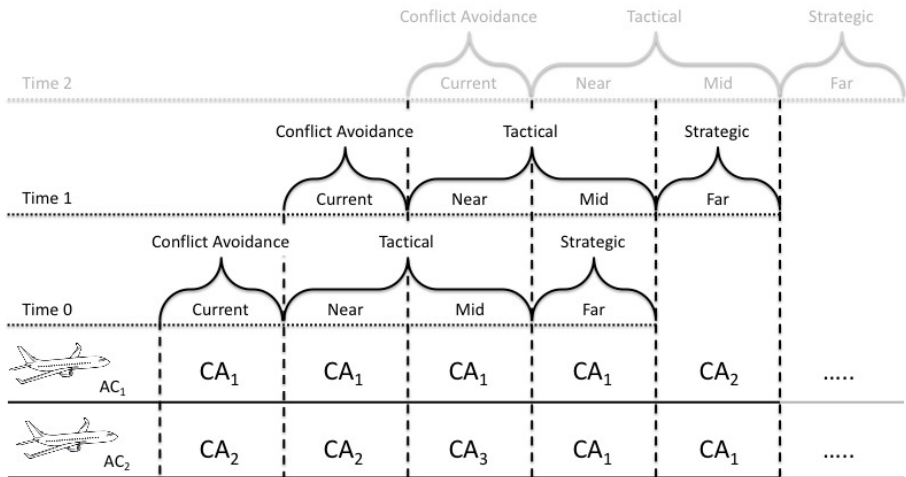 Conflict Avoidance Tactical Strategic
Time 2 Current Near Mid Far
Conflict Avoidance Tactical Strategic
Time 1 Current Near Mid Far
Conflict Avoidance Tactical Strategic
Time 0 Current Near Mid Far
AC₁ CA₁ CA₁ CA₁ CA₁ CA₂ .....
AC₂ CA₂ CA₂ CA₃ CA₁ CA₁ .....